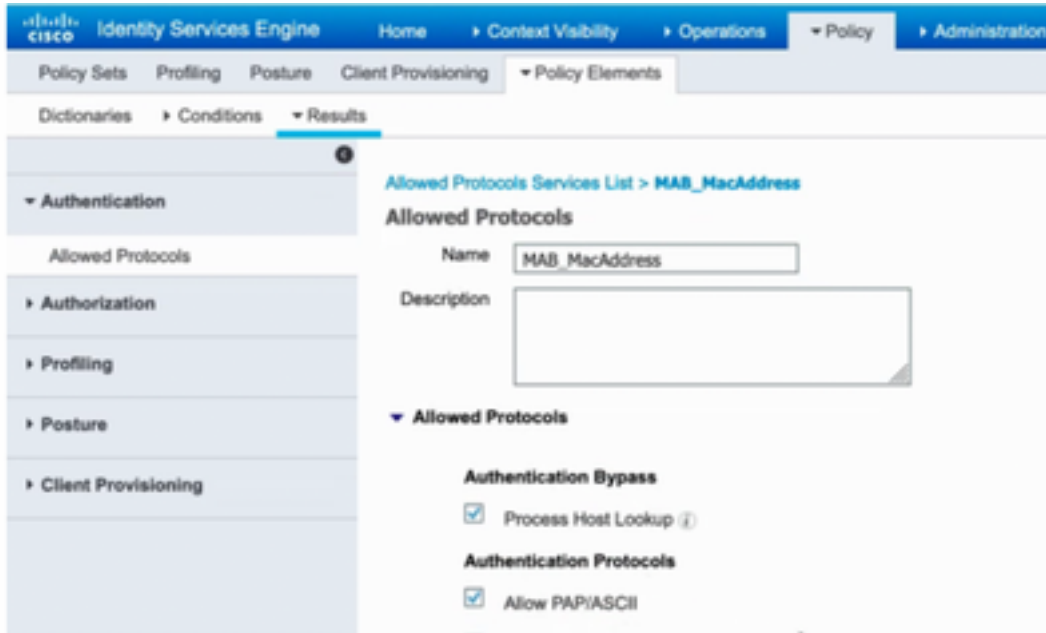 CISCO Identity Services Engine Home Context Visibility Operations Policy Administration
Policy Sets Profiling Posture Client Provisioning Policy Elements
Dictionaries Conditions Results
Authentication
Allowed Protocols
Authorization
Profiling
Posture
Client Provisioning
Allowed Protocols Services List > MAB_MacAddress
Allowed Protocols
Name MAB_MacAddress
Description
Allowed Protocols
Authentication Bypass
Process Host Lookup
Authentication Protocols
Allow PAP/ASCII